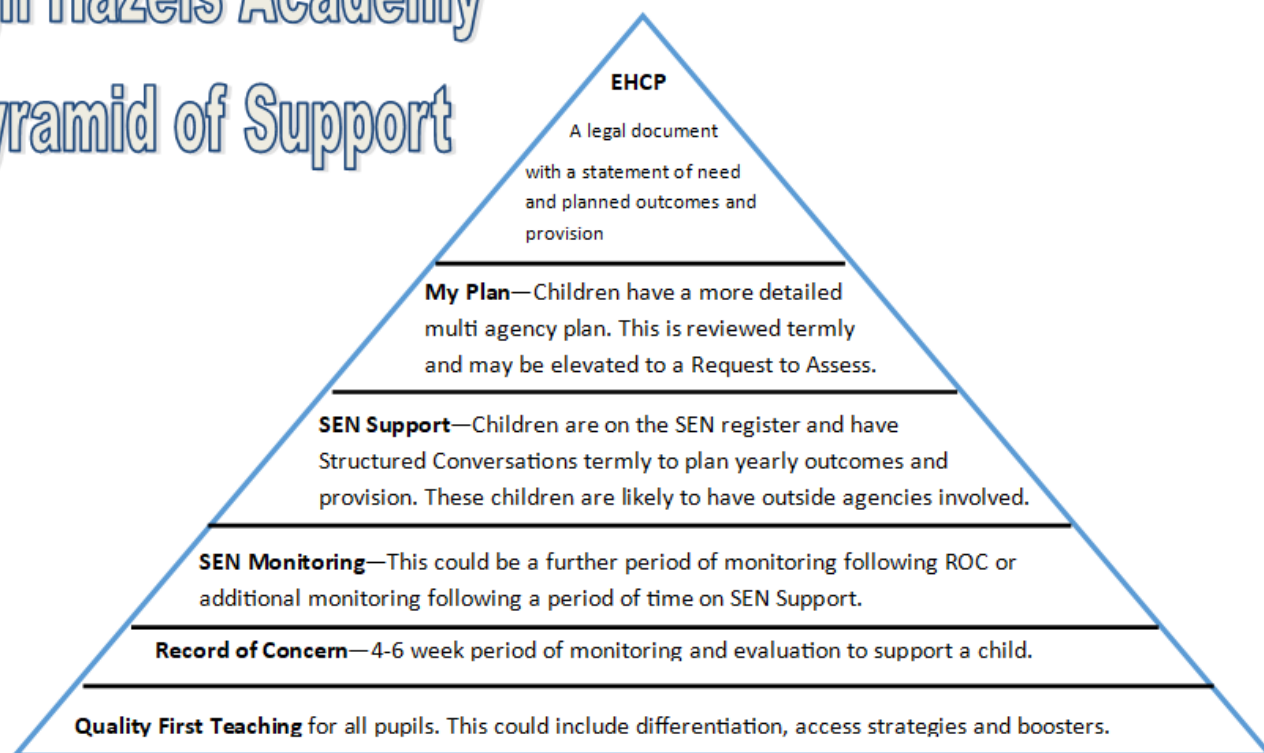 Hazels Academy
yramid of Support
EHCP
A legal document
with a statement of need
and planned outcomes and
provision
My Plan—Children have a more detailed
multi agency plan. This is reviewed termly
and may be elevated to a Request to Assess.
SEN Support—Children are on the SEN register and have
Structured Conversations termly to plan yearly outcomes and
provision. These children are likely to have outside agencies involved.
SEN Monitoring—This could be a further period of monitoring following ROC or
additional monitoring following a period of time on SEN Support.
Record of Concern—4-6 week period of monitoring and evaluation to support a child.
Quality First Teaching for all pupils. This could include differentiation, access strategies and boosters.